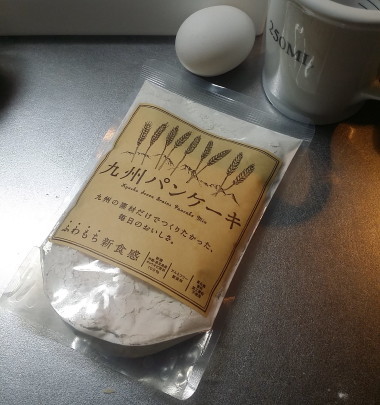 250ML
九州パンケーキ
Kyushu Seven Grains Pancake Mix
九州の素材だけでつくりたかった、
毎日のおいしさ。
ふわもち新食感